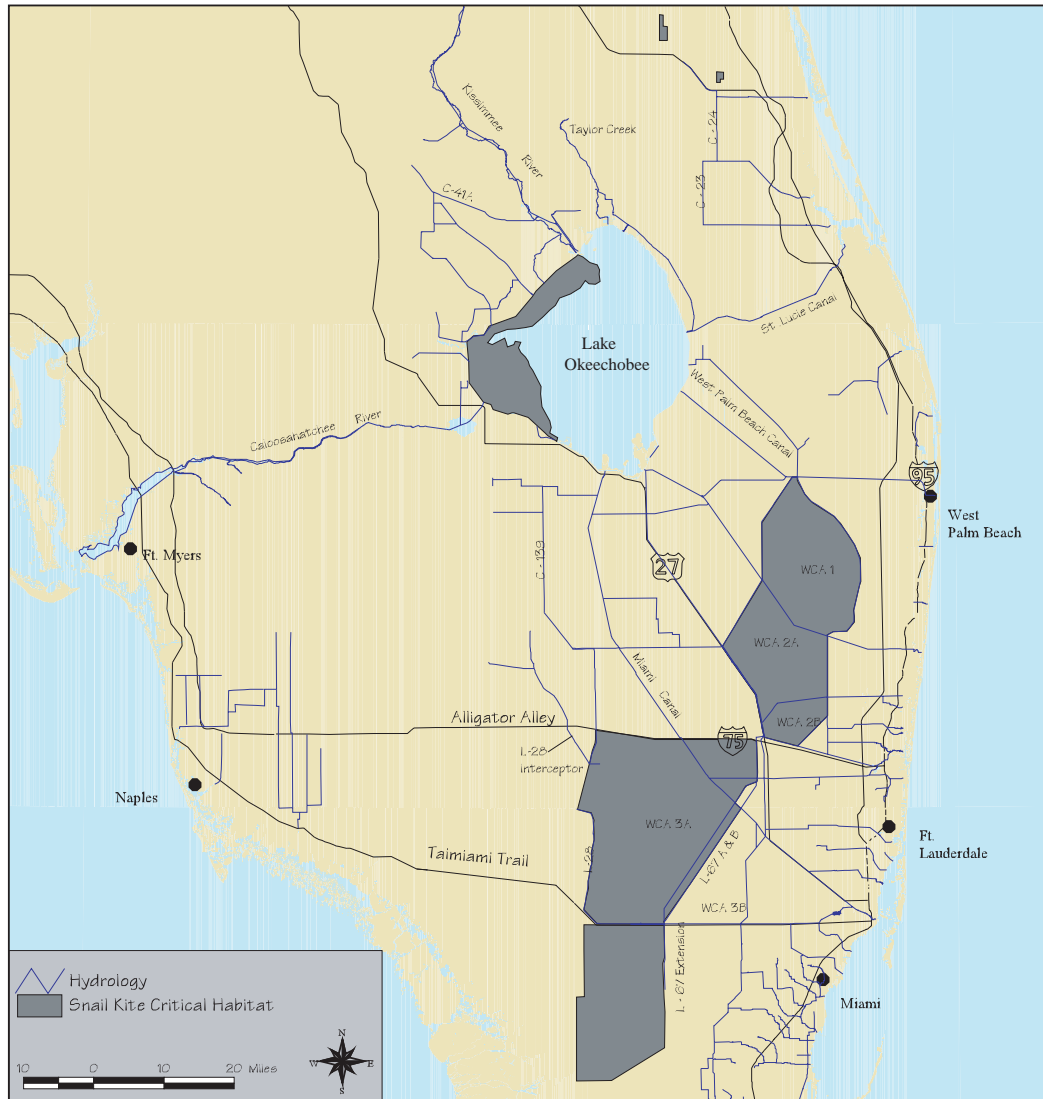 Kissimmee
River
Taylor Creek
C - 24
C - 23
C-41A
St. Lucie Canal
Lake
Okeechobee
West Palm Beach Canal
Caloosahatchee River
95
West
Palm Beach
Ft. Myers
C - 139
27
WCA 1
WCA 2A
Miami Canal
Alligator Alley
WCA 2B
75
L-28
Interceptor
Naples
WCA 3A
Ft.
Lauderdale
L-28
L-67 A & B
Taimiami Trail
WCA 3B
L - 67 Extension
Miami
Hydrology
Snail Kite Critical Habitat
N
W E
S
10 0 10 20 Miles